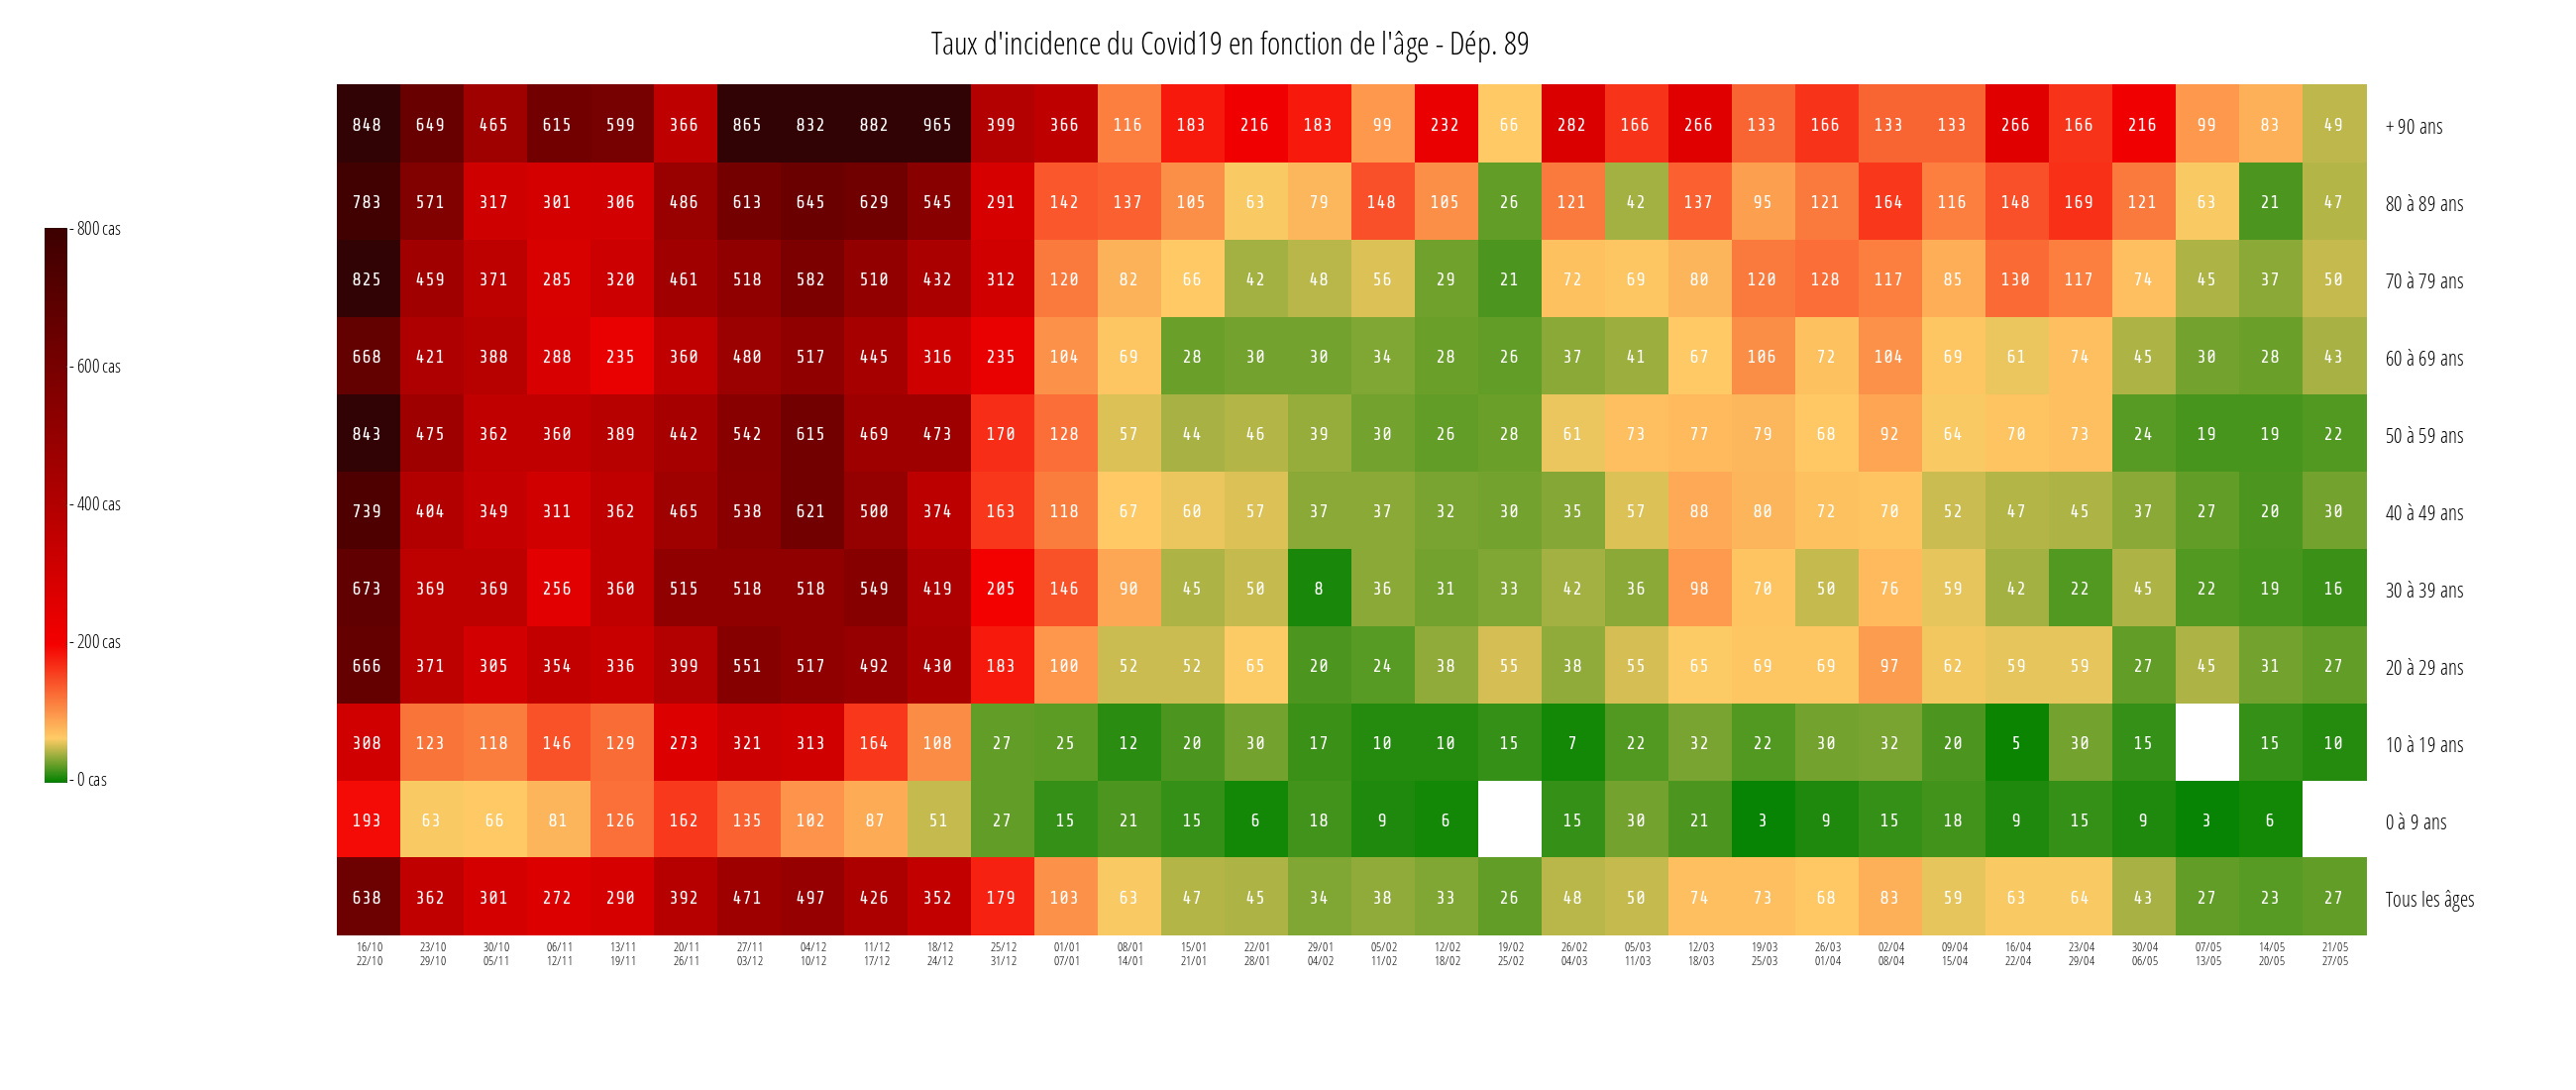 Taux d'incidence du Covid19 en fonction de l'âge - Dép. 89
848 649 465 615 599 366 865 832 882 965 399 366 116 183 216 183 99 232 66 282 166 266 133 166 133 133 266 166 216 99 83 49 + 90 ans
783 571 317 301 306 486 613 645 629 545 291 142 137 105 63 79 148 105 26 121 42 137 95 121 164 116 148 169 121 63 21 47 80 à 89 ans
- 800 cas
825 459 371 285 320 461 518 582 510 432 312 120 82 66 42 48 56 29 21 72 69 80 120 128 117 85 130 117 74 45 37 50 70 à 79 ans
668 421 388 288 235 360 480 517 445 316 235 104 69 28 30 30 34 28 26 37 41 67 106 72 104 69 61 74 45 30 28 43 60 à 69 ans
- 600 cas
843 475 362 360 389 442 542 615 469 473 170 128 57 44 46 39 30 26 28 61 73 77 79 68 92 64 70 73 24 19 19 22 50 à 59 ans
- 400 cas
739 404 349 311 362 465 538 621 500 374 163 118 67 60 57 37 37 32 30 35 57 88 80 72 70 52 47 45 37 27 20 30 40 à 49 ans
673 369 369 256 360 515 518 518 549 419 205 146 90 45 50 8 36 31 33 42 36 98 70 50 76 59 42 22 45 22 19 16 30 à 39 ans
- 200 cas
666 371 305 354 336 399 551 517 492 430 183 100 52 52 65 20 24 38 55 38 55 65 69 69 97 62 59 59 27 45 31 27 20 à 29 ans
308 123 118 146 129 273 321 313 164 108 27 25 12 20 30 17 10 10 15 7 22 32 22 30 32 20 5 30 15 15 10 10 à 19 ans
- 0 cas
193 63 66 81 126 162 135 102 87 51 27 15 21 15 6 18 9 6 15 30 21 3 9 15 18 9 15 9 3 6 0 à 9 ans
638 362 301 272 290 392 471 497 426 352 179 103 63 47 45 34 38 33 26 48 50 74 73 68 83 59 63 64 43 27 23 27 Tous les âges
16/10 23/10 30/10 06/11 13/11 20/11 27/11 04/12 11/12 18/12 25/12 01/01 08/01 15/01 22/01 29/01 05/02 12/02 19/02 26/02 05/03 12/03 19/03 26/03 02/04 09/04 16/04 23/04 30/04 07/05 14/05 21/05
22/10 29/10 05/11 12/11 19/11 26/11 03/12 10/12 17/12 24/12 31/12 07/01 14/01 21/01 28/01 04/02 11/02 18/02 25/02 04/03 11/03 18/03 25/03 01/04 08/04 15/04 22/04 29/04 06/05 13/05 20/05 27/05